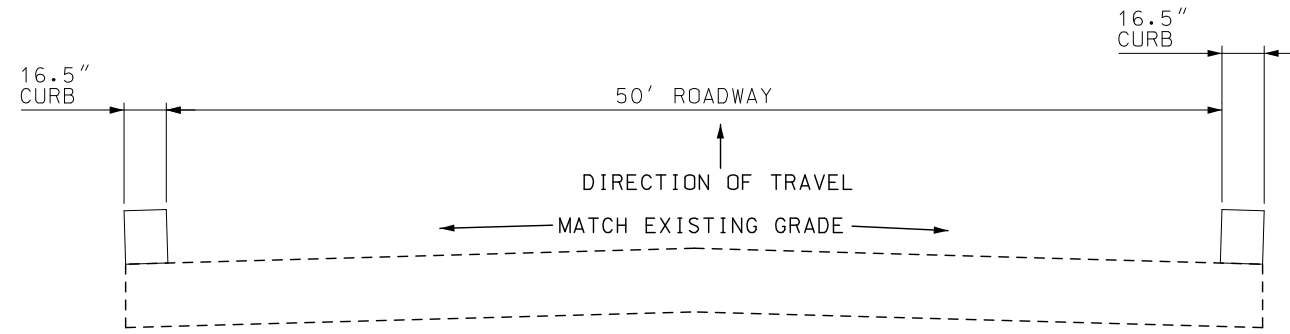 16.5"
CURB
16.5"
CURB
50' ROADWAY
DIRECTION OF TRAVEL
MATCH EXISTING GRADE